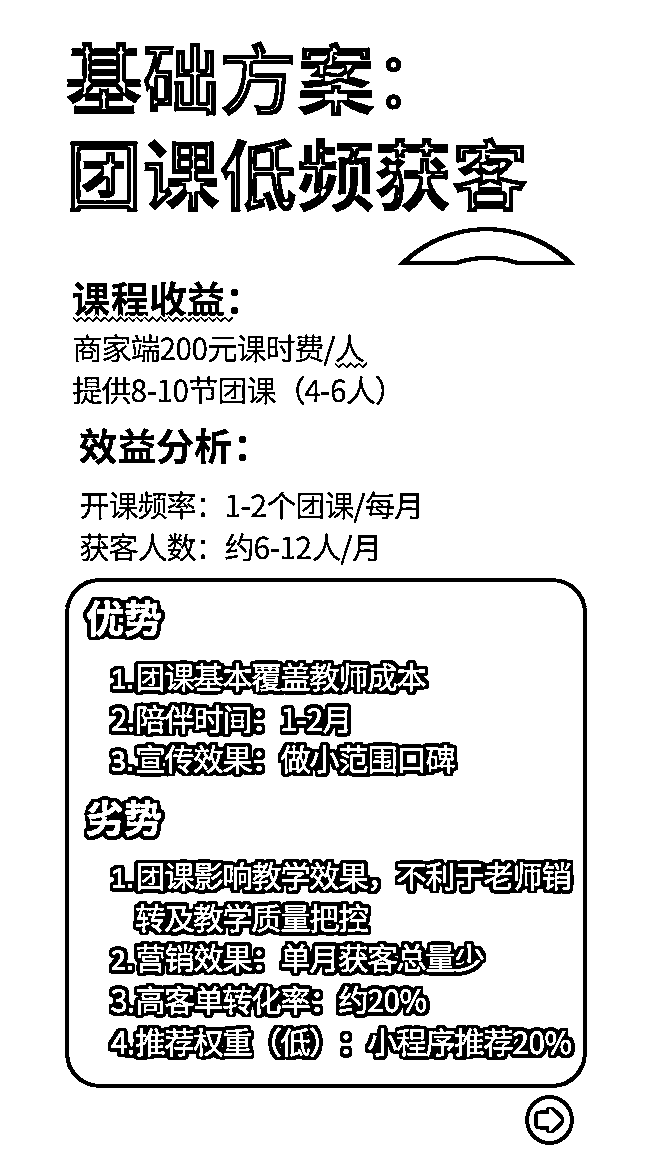 基础方案：
团课低频获客
课程收益：
商家端200元课时费/人
提供8-10节团课（4-6人）
效益分析：
开课频率：1-2个团课/每月
获客人数：约6-12人/月
优势
1.团课基本覆盖教师成本
2.陪伴时间：1-2月
3.宣传效果：做小范围口碑
劣势
1.团课影响教学效果，不利于老师销
转及教学质量把控
2.营销效果：单月获客总量少
3.高客单转化率：约20%
4.推荐权重（低）：小程序推荐20%